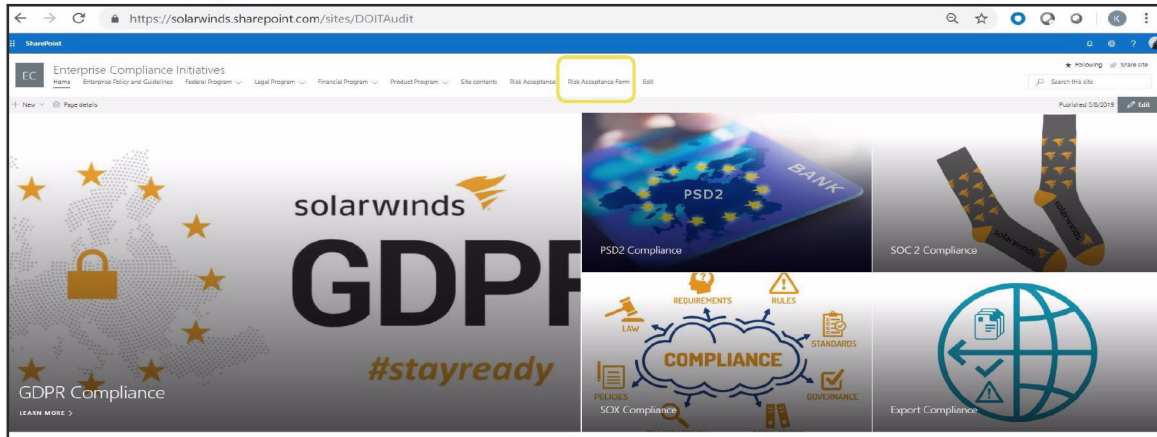 https://solarwinds.sharepoint.com/sites/DOITAudit
K
SharePoint
?
EC
Enterprise Compliance Initiatives
Home Enterprise Policy and Guidelines Federal Program Legal Program Financial Program Product Program Site contents Risk Acceptance Risk Acceptance Form Edit
Following Share site
Search this site
+ New Page details
Published 5/8/2019 Edit
solarwinds
GDPR
#stayready
GDPR Compliance
LEARN MORE >
PSD2
BANK
PSD2 Compliance
solarwinds
SOC 2 Compliance
REQUIREMENTS
RULES
LAW
STANDARDS
COMPLIANCE
POLICIES
GOVERNANCE
SOX Compliance
Export Compliance